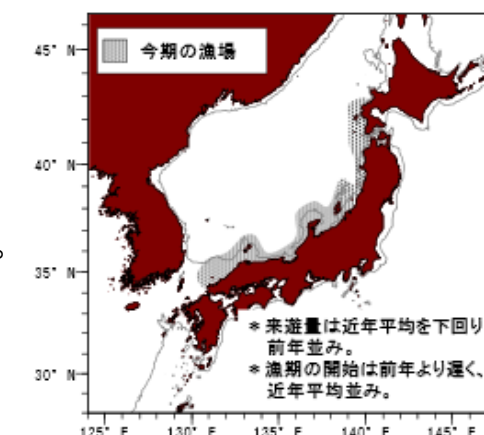 45° N
今期の漁場
40° N
35° N
30° N
＊来遊量は近年平均を下回り
前年並み。
＊漁期の開始は前年より遅く、
近年平均並み。
125° E 130° E 135° E 140° E 145° E
。